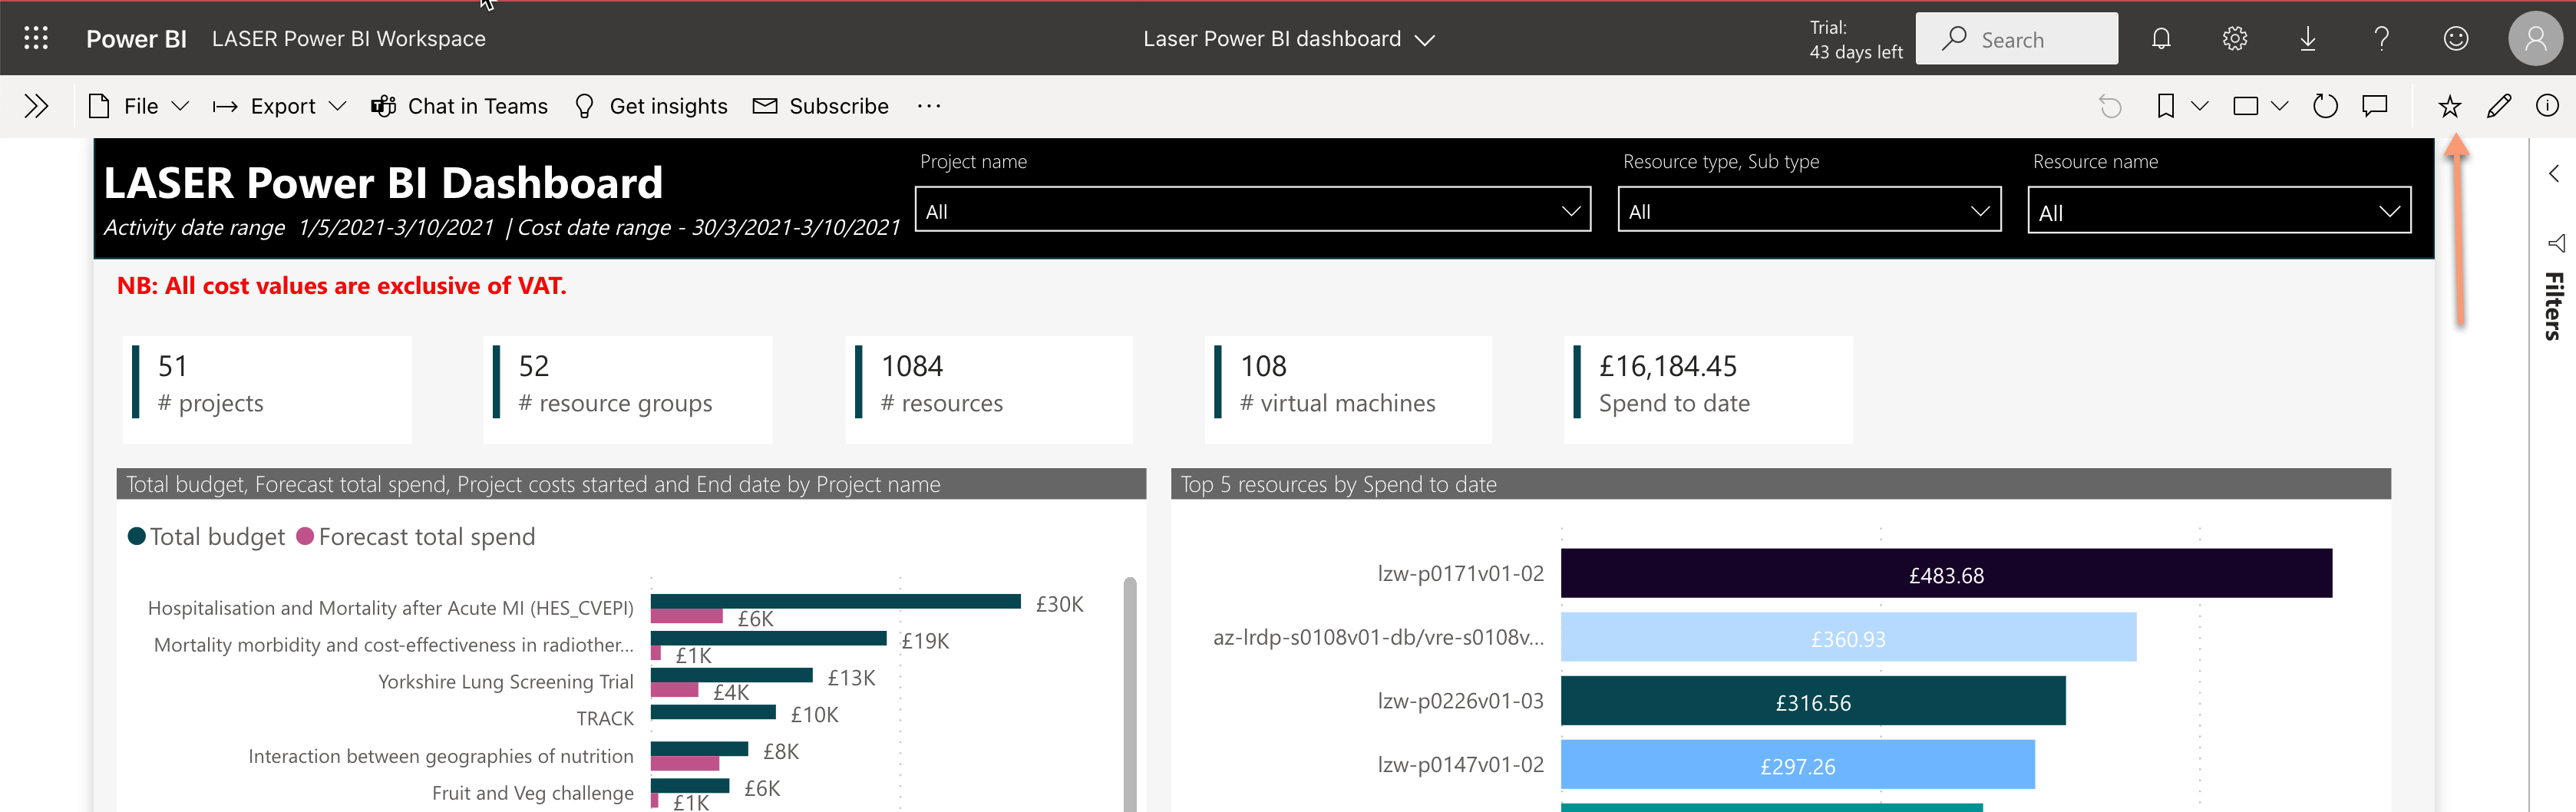 Power BI LASER Power BI Workspace
Laser Power BI dashboard
Trial:
43 days left
Search
File
Export
Chat in Teams
Get insights
Subscribe
LASER Power BI Dashboard
Activity date range 1/5/2021-3/10/2021 | Cost date range - 30/3/2021-3/10/2021
Project name
All
Resource type, Sub type
All
Resource name
All
Filters
NB: All cost values are exclusive of VAT.
51
# projects
52
# resource groups
1084
# resources
108
# virtual machines
£16,184.45
Spend to date
Total budget, Forecast total spend, Project costs started and End date by Project name
Total budget Forecast total spend
Hospitalisation and Mortality after Acute MI (HES_CVEPI) £30K
£6K
Mortality morbidity and cost-effectiveness in radiother... £19K
£1K
Yorkshire Lung Screening Trial £13K
£4K
TRACK £10K
Interaction between geographies of nutrition £8K
Fruit and Veg challenge £6K
£1K
Top 5 resources by Spend to date
lzw-p0171v01-02 £483.68
az-lrdp-s0108v01-db/vre-s0108v... £360.93
lzw-p0226v01-03 £316.56
lzw-p0147v01-02 £297.26